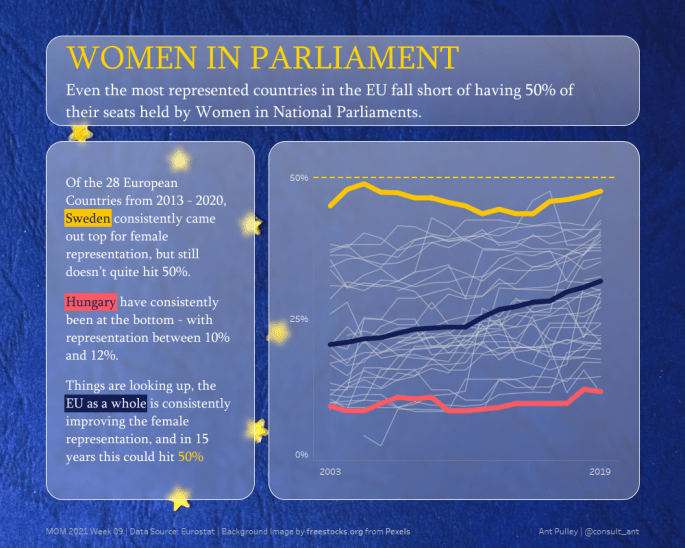 WOMEN IN PARLIAMENT
Even the most represented countries in the EU fall short of having 50% of
their seats held by Women in National Parliaments.
Of the 28 European
Countries from 2013 - 2020,
Sweden consistently came
out top for female
representation, but still
doesn't quite hit 50%.
Hungary have consistently
been at the bottom - with
representation between 10%
and 12%.
Things are looking up, the
EU as a whole is consistently
improving the female
representation, and in 15
years this could hit 50%
50%
25%
0%
2003
2019
MOM 2021 Week 09 | Data Source: Eurostat | Background Image by freestocks.org from Pexels
Ant Pulley | @consult_ant